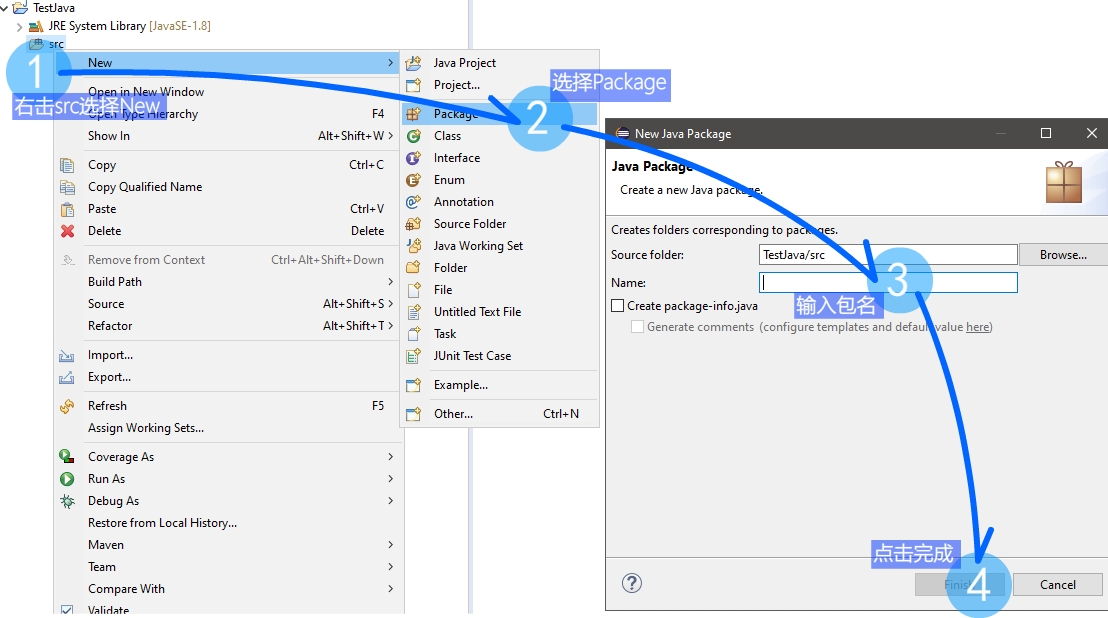 TestJava
JRE System Library [JavaSE-1.8]
src
1
右击src选择New
New
Open in New Window
Open Type Hierarchy F4
Show In Alt+Shift+W
Copy Ctrl+C
Copy Qualified Name
Paste Ctrl+V
Delete Delete
Remove from Context Ctrl+Alt+Shift+Down
Build Path
Source Alt+Shift+S
Refactor Alt+Shift+T
Import...
Export...
Refresh F5
Assign Working Sets...
Coverage As
Run As
Debug As
Restore from Local History...
Maven
Team
Compare With
Validate
Java Project
Project...
Package
Class
Interface
Enum
Annotation
Source Folder
Java Working Set
Folder
File
Untitled Text File
Task
JUnit Test Case
Example...
Other... Ctrl+N
2
选择Package
New Java Package
Java Package
Create a new Java package.
Creates folders corresponding to packages.
Source folder: TestJava/src Browse...
Name:
3
输入包名
Create package-info.java
Generate comments (configure templates and default value here)
点击完成
4
Finish Cancel